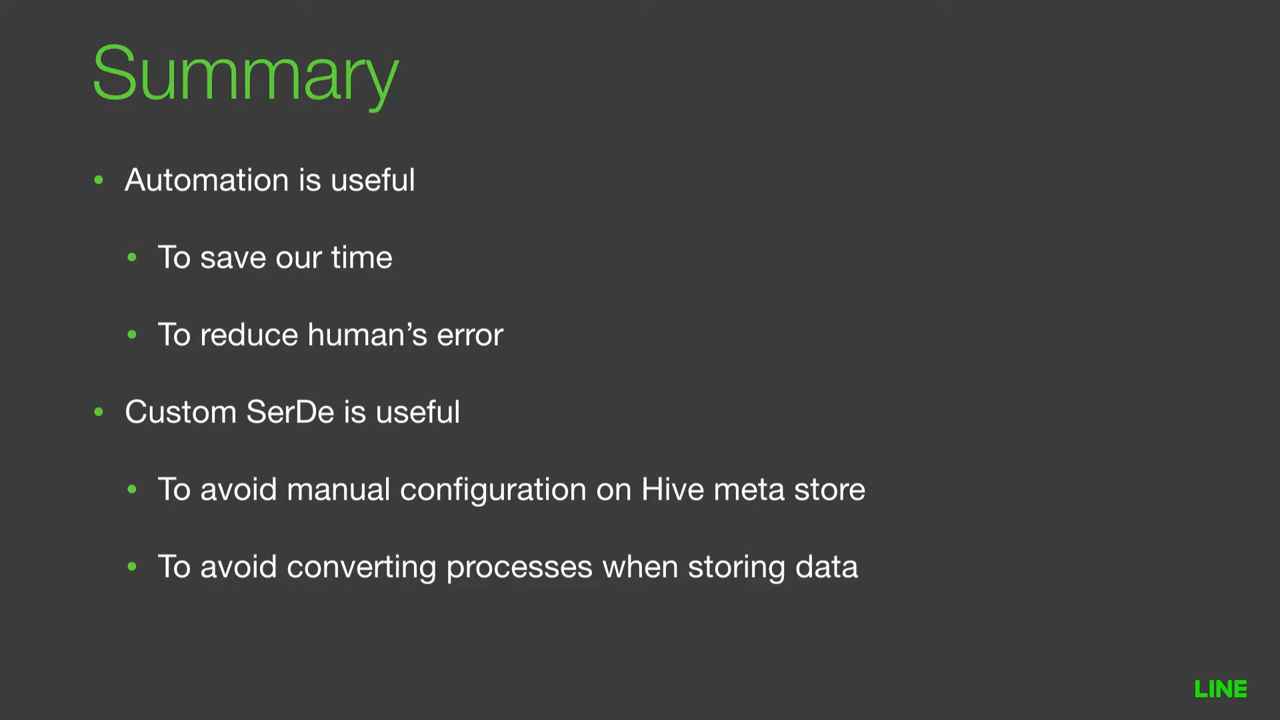 Summary
• Automation is useful
• To save our time
• To reduce human’s error
• Custom SerDe is useful
• To avoid manual configuration on Hive meta store
• To avoid converting processes when storing data
LINE